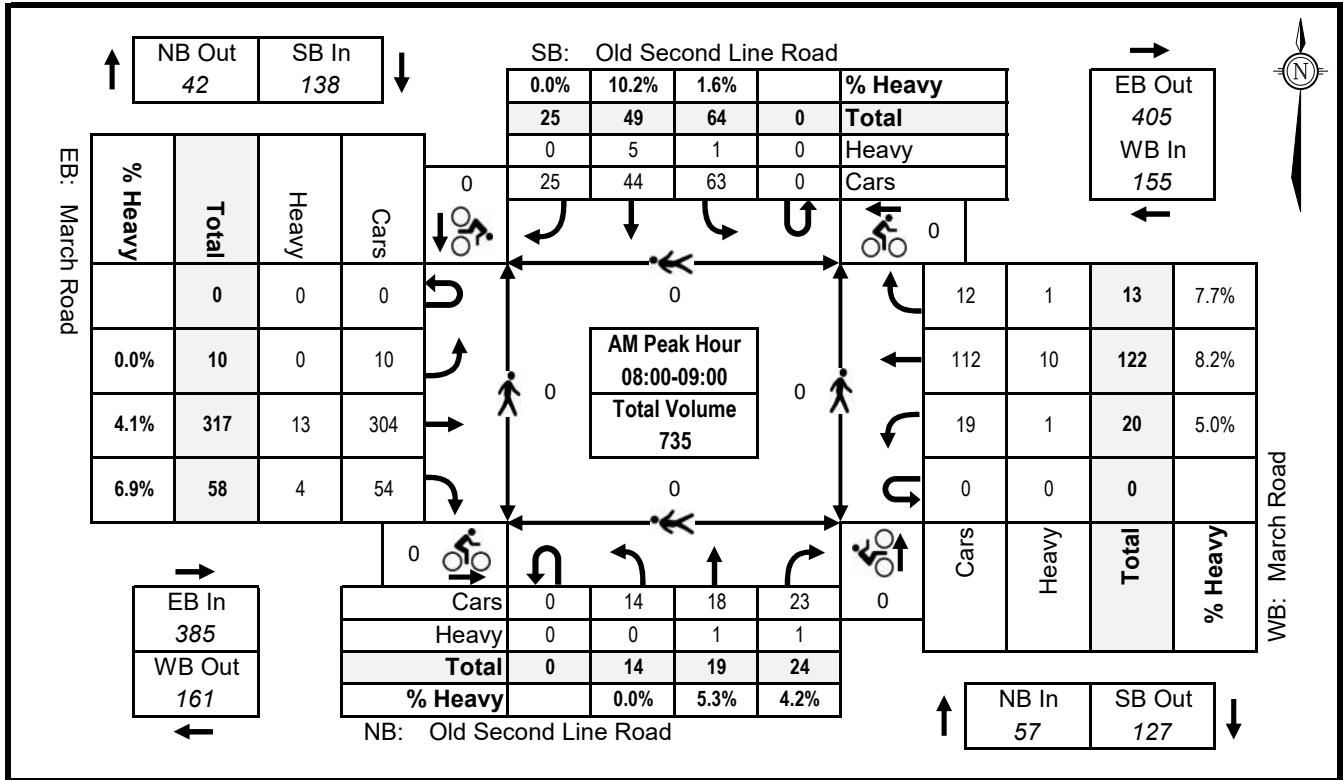 NB Out SB In
42 138
SB: Old Second Line Road
0.0% 10.2% 1.6% % Heavy
25 49 64 0 Total
0 5 1 0 Heavy
25 44 63 0 Cars
EB Out
405
WB In
155
N
EB: March Road
% Heavy Total Heavy Cars
0
0
0 0 0
0.0% 10 0 10
4.1% 317 13 304
6.9% 58 4 54
0
AM Peak Hour
08:00-09:00
Total Volume
735
0
0
0
12 1 13 7.7%
112 10 122 8.2%
19 1 20 5.0%
0 0 0
Cars Heavy Total % Heavy
WB: March Road
0
0
Cars 0 14 18 23
Heavy 0 0 1 1
Total 0 14 19 24
% Heavy 0.0% 5.3% 4.2%
NB: Old Second Line Road
EB In
385
WB Out
161
NB In SB Out
57 127